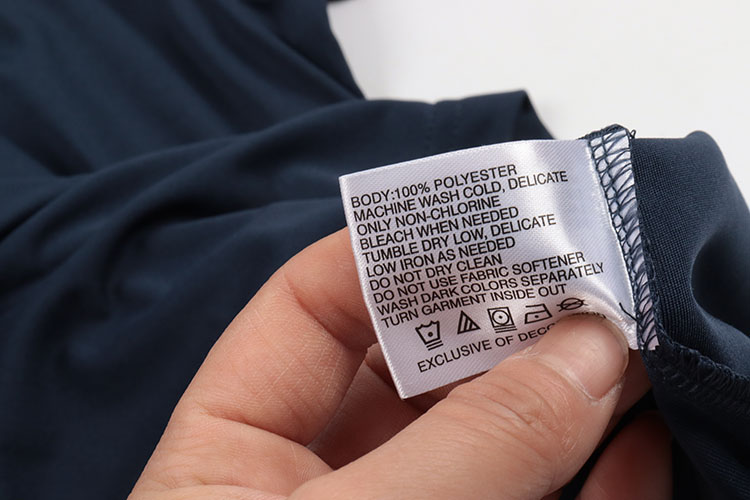 BODY:100% POLYESTER
MACHINE WASH COLD, DELICATE
ONLY NON-CHLORINE
BLEACH WHEN NEEDED
TUMBLE DRY LOW, DELICATE
LOW IRON AS NEEDED
DO NOT DRY CLEAN
DO NOT USE FABRIC SOFTENER
WASH DARK COLORS SEPARATELY
TURN GARMENT INSIDE OUT
EXCLUSIVE OF